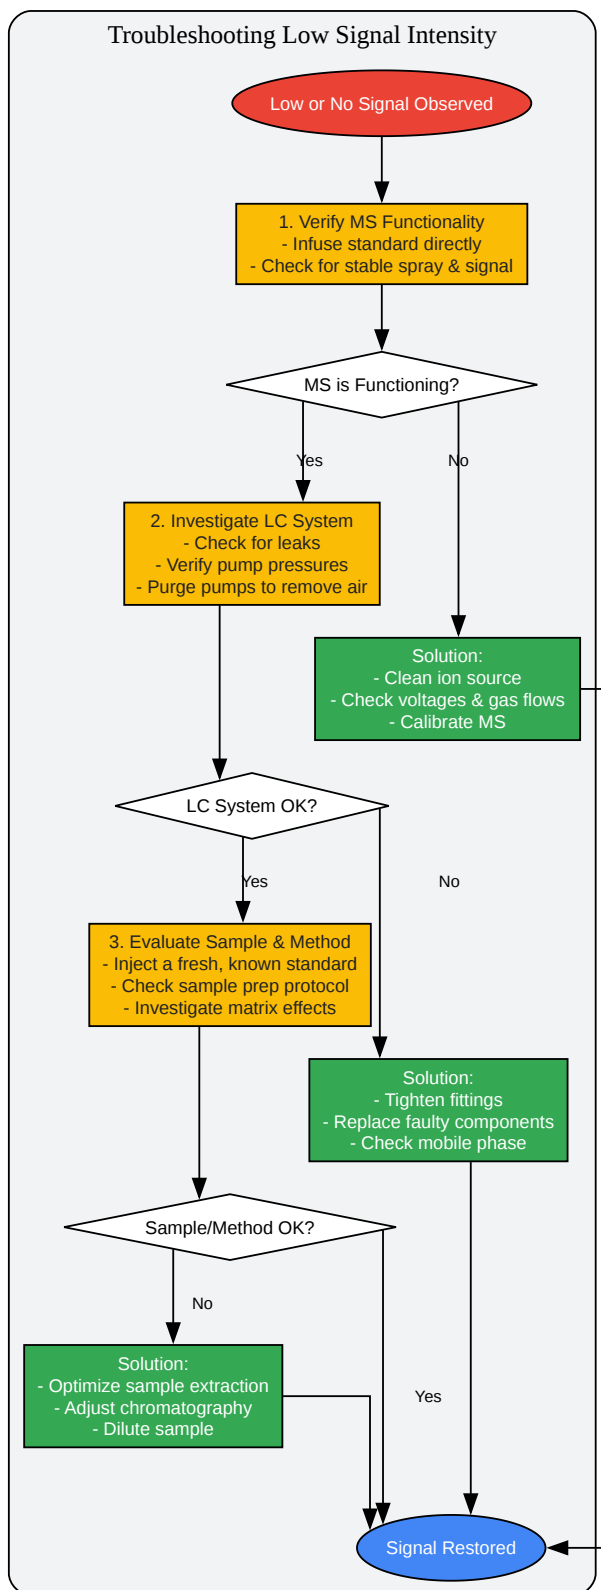 Troubleshooting Low Signal Intensity
Low or No Signal Observed
1. Verify MS Functionality
- Infuse standard directly
- Check for stable spray & signal
MS is Functioning?
Yes
No
2. Investigate LC System
- Check for leaks
- Verify pump pressures
- Purge pumps to remove air
Solution:
- Clean ion source
- Check voltages & gas flows
- Calibrate MS
LC System OK?
Yes
No
3. Evaluate Sample & Method
- Inject a fresh, known standard
- Check sample prep protocol
- Investigate matrix effects
Solution:
- Tighten fittings
- Replace faulty components
- Check mobile phase
Sample/Method OK?
No
Solution:
- Optimize sample extraction
- Adjust chromatography
- Dilute sample
Yes
Signal Restored